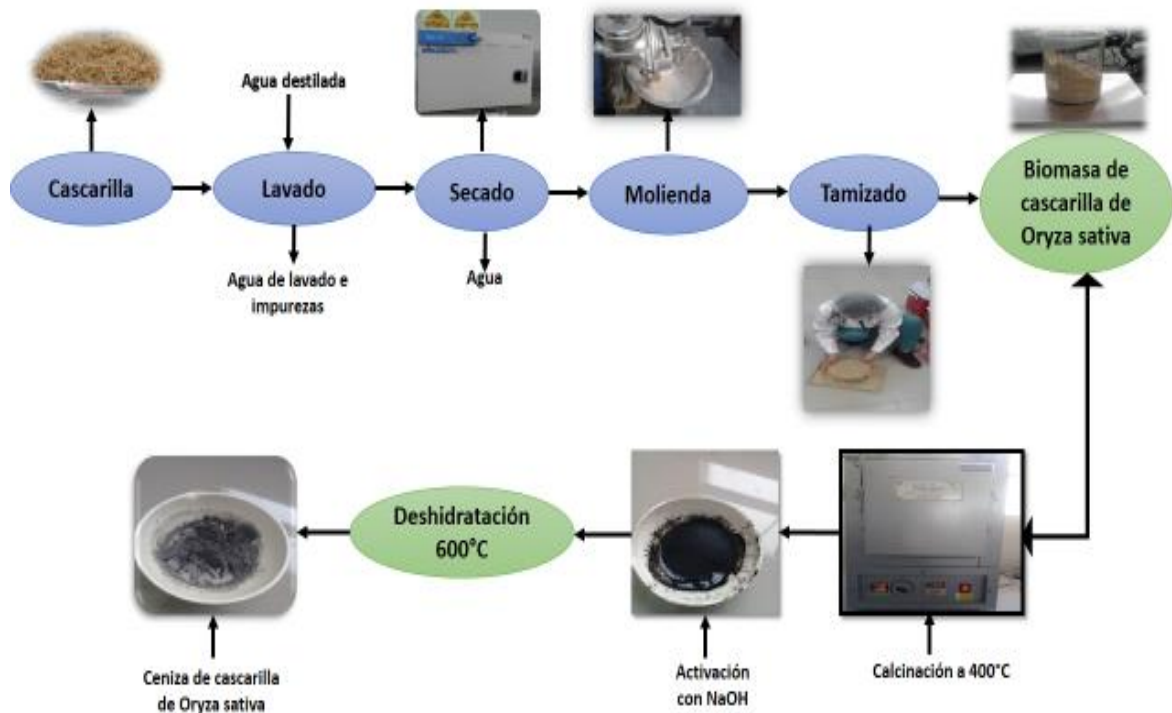 Agua destilada
Cascarilla
Lavado
Secado
Molienda
Tamizado
Biomasa de
cascarilla de
Oryza sativa
Agua de lavado e
impurezas
Agua
Deshidratación
600°C
Ceniza de cascarilla
de Oryza sativa
Activación
con NaOH
Calcinación a 400°C